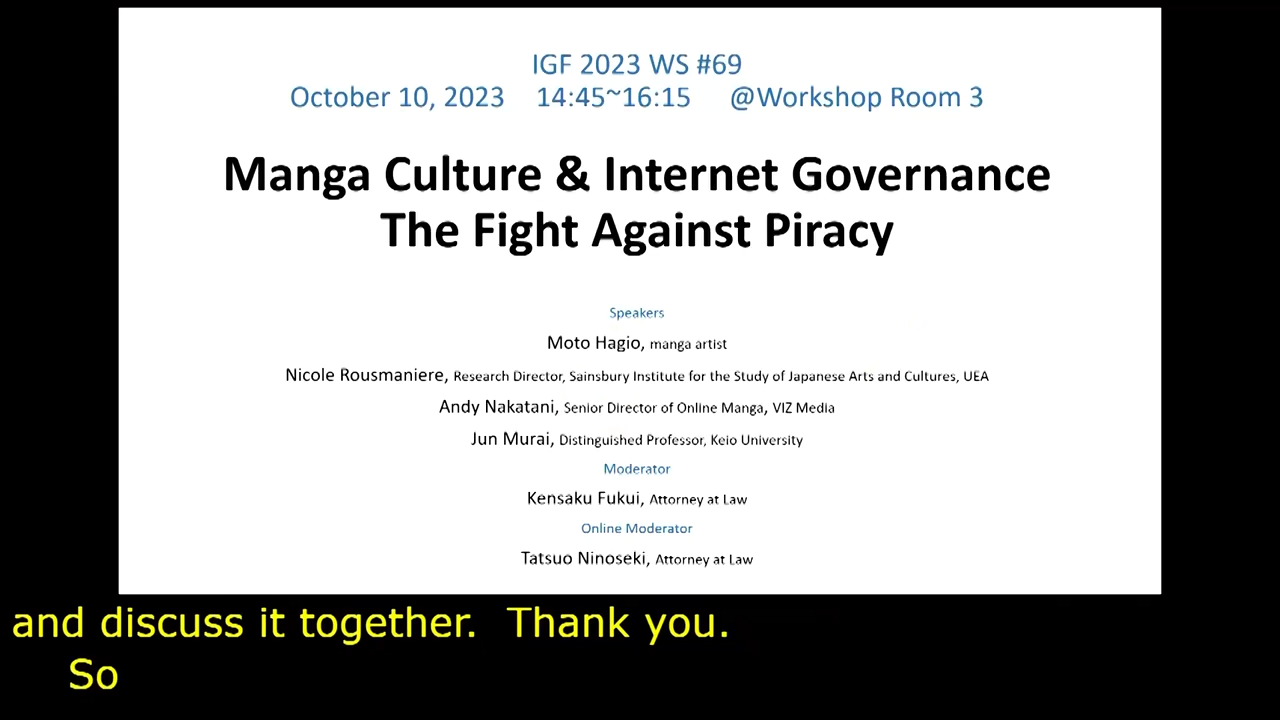 IGF 2023 WS #69
October 10, 2023 14:45~16:15 @Workshop Room 3
Manga Culture & Internet Governance
The Fight Against Piracy
Speakers
Moto Hagio, manga artist
Nicole Rousmaniere, Research Director, Sainsbury Institute for the Study of Japanese Arts and Cultures, UEA
Andy Nakatani, Senior Director of Online Manga, VIZ Media
Jun Murai, Distinguished Professor, Keio University
Moderator
Kensaku Fukui, Attorney at Law
Online Moderator
Tatsuo Ninoseki, Attorney at Law
and discuss it together. Thank you.
So